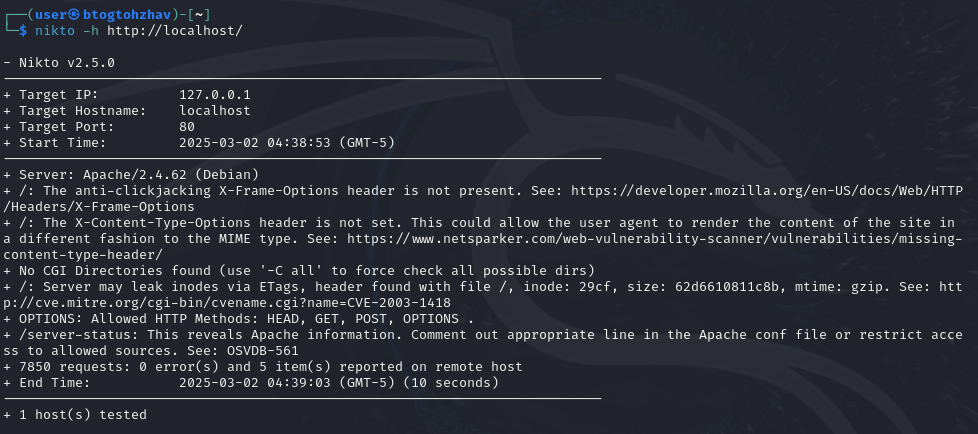 ┌──(user㉿btogtohzhav)-[~]
└─$ nikto -h http://localhost/
- Nikto v2.5.0
---------------------------------------------------------------------------
+ Target IP:          127.0.0.1
+ Target Hostname:    localhost
+ Target Port:        80
+ Start Time:         2025-03-02 04:38:53 (GMT-5)
---------------------------------------------------------------------------
+ Server: Apache/2.4.62 (Debian)
+ /: The anti-clickjacking X-Frame-Options header is not present. See: https://developer.mozilla.org/en-US/docs/Web/HTTP
/Headers/X-Frame-Options
+ /: The X-Content-Type-Options header is not set. This could allow the user agent to render the content of the site in
a different fashion to the MIME type. See: https://www.netsparker.com/web-vulnerability-scanner/vulnerabilities/missing-
content-type-header/
+ No CGI Directories found (use '-C all' to force check all possible dirs)
+ /: Server may leak inodes via ETags, header found with file /, inode: 29cf, size: 62d6610811c8b, mtime: gzip. See: htt
p://cve.mitre.org/cgi-bin/cvename.cgi?name=CVE-2003-1418
+ OPTIONS: Allowed HTTP Methods: HEAD, GET, POST, OPTIONS .
+ /server-status: This reveals Apache information. Comment out appropriate line in the Apache conf file or restrict acce
ss to allowed sources. See: OSVDB-561
+ 7850 requests: 0 error(s) and 5 item(s) reported on remote host
+ End Time:           2025-03-02 04:39:03 (GMT-5) (10 seconds)
---------------------------------------------------------------------------
+ 1 host(s) tested